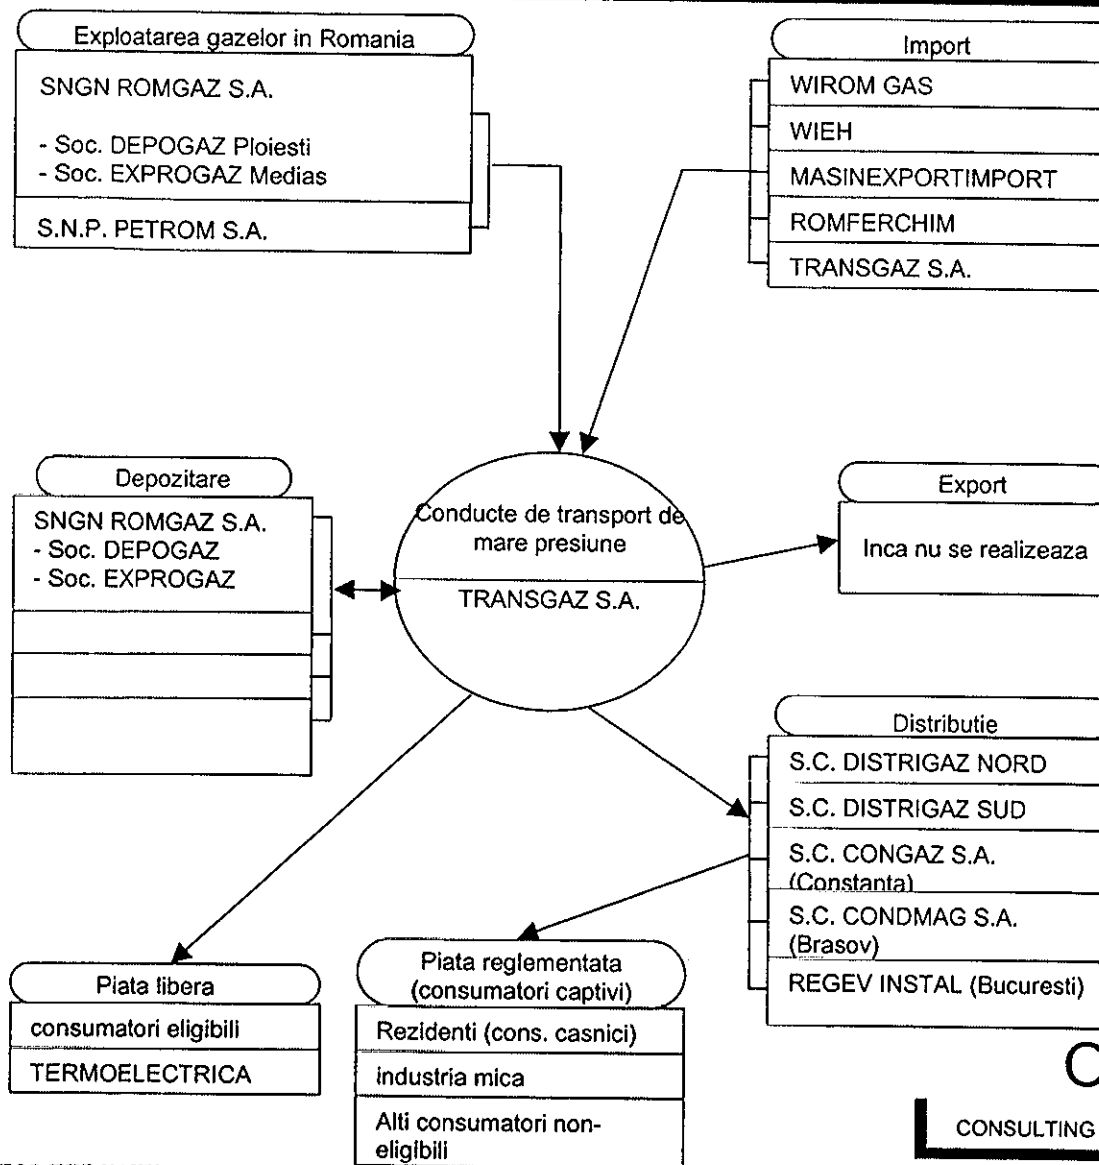 Exploatarea gazelor in Romania
SNGN ROMGAZ S.A.
- Soc. DEPOGAZ Ploiesti
- Soc. EXPROGAZ Medias
S.N.P. PETROM S.A.
Import
WIROM GAS
WIEH
MASINEXPORTIMPORT
ROMFERCHIM
TRANSGAZ S.A.
Depozitare
SNGN ROMGAZ S.A.
- Soc. DEPOGAZ
- Soc. EXPROGAZ
Conducte de transport de
mare presiune
TRANSGAZ S.A.
Export
Inca nu se realizeaza
Distributie
S.C. DISTRIGAZ NORD
S.C. DISTRIGAZ SUD
S.C. CONGAZ S.A.
(Constanta)
S.C. CONDMAG S.A.
(Brasov)
REGEV INSTAL (Bucuresti)
Piata libera
consumatori eligibili
TERMOELECTRICA
Piata reglementata
(consumatori captivi)
Rezidenti (cons. casnici)
industria mica
Alti consumatori non-
eligibili
CONSULTING